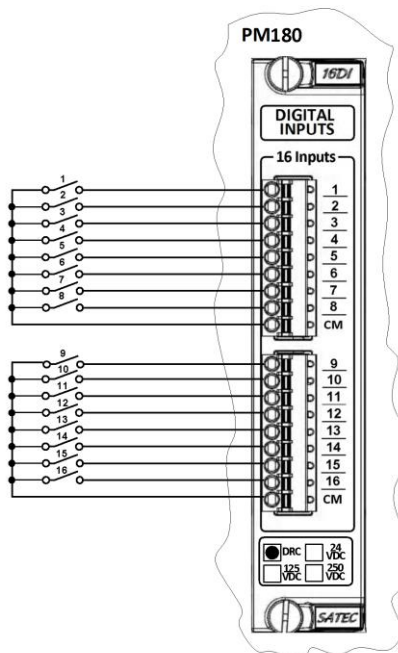 PM180
16DI
DIGITAL
INPUTS
16 Inputs
1
2
3
4
5
6
7
8
1
2
3
4
5
6
7
8
CM
9
10
11
12
13
14
15
16
9
10
11
12
13
14
15
16
CM
DRC
24
VDC
125
VDC
250
VDC
SATEC